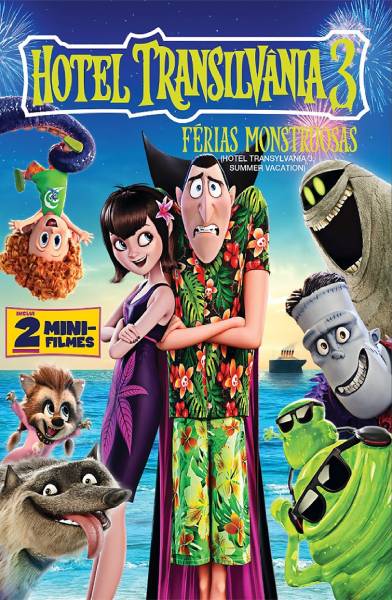 HOTEL TRANSILVÂNIA 3
FÉRIAS MONSTRUOSAS
(HOTEL TRANSYLVANIA 3:
SUMMER VACATION)
INCLUI
2 MINI-
FILMES